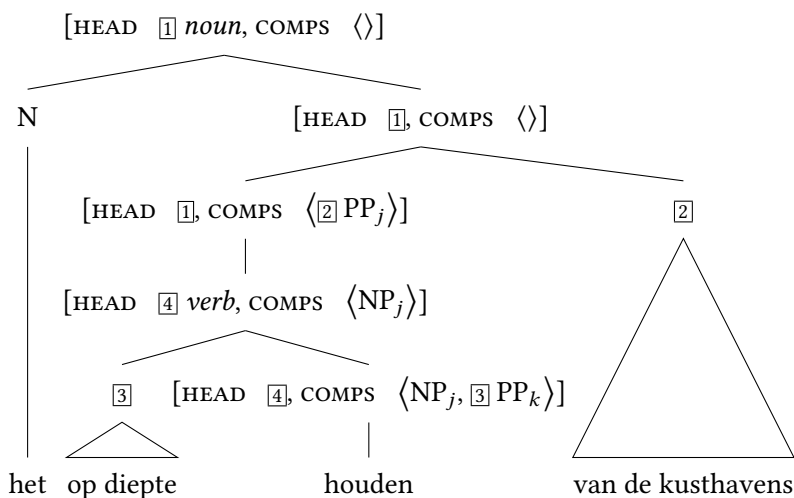 [HEAD 1 noun, COMPS ⟨⟩]
N [HEAD 1, COMPS ⟨⟩]
[HEAD 1, COMPS ⟨2 PPj⟩] 2
[HEAD 4 verb, COMPS ⟨NPj⟩]
3 [HEAD 4, COMPS ⟨NPj, 3 PPk⟩]
het op diepte houden van de kusthavens